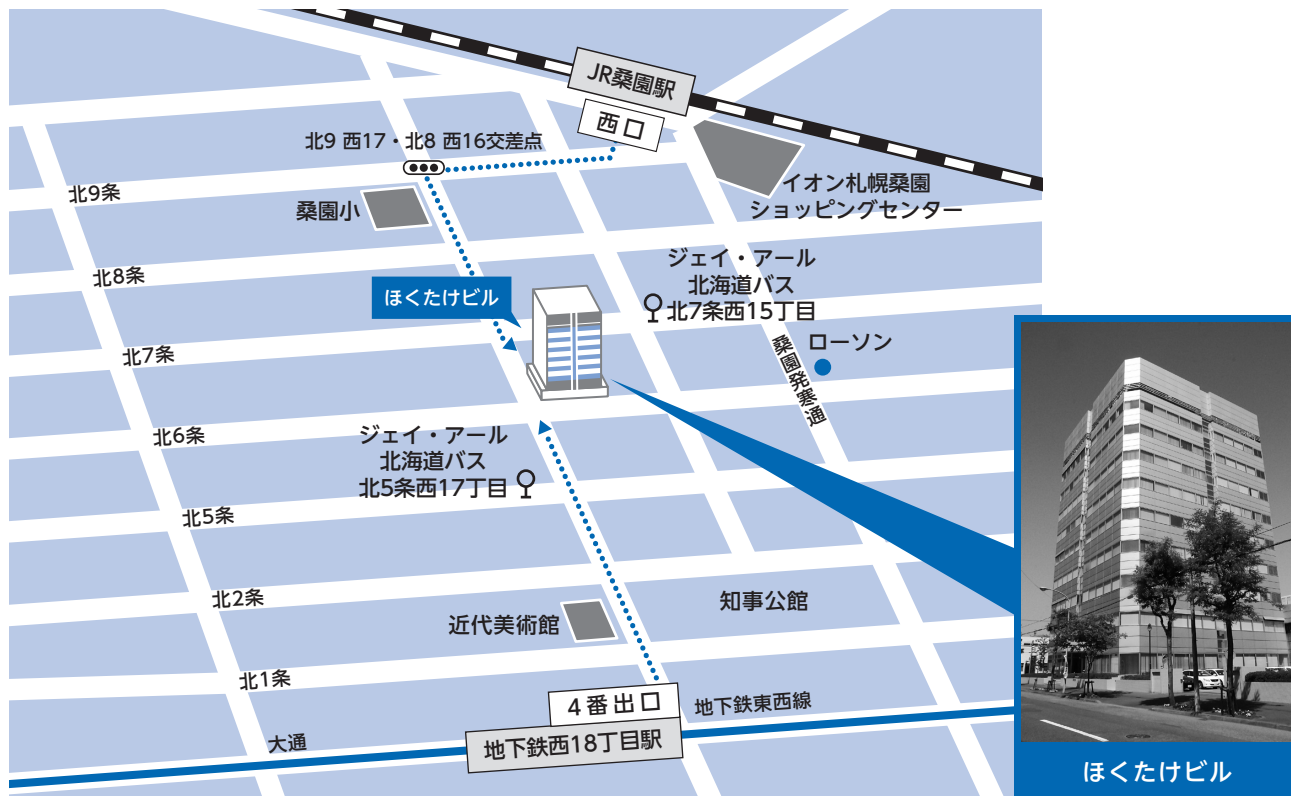 JR桑園駅
西口
北9 西17・北8 西16交差点
北9条
桑園小
イオン札幌桑園
ショッピングセンター
北8条
ジェイ・アール
北海道バス
北7条西15丁目
ほくたけビル
北7条
ローソン
桑園発寒通
北6条
ジェイ・アール
北海道バス
北5条西17丁目
北5条
北2条
知事公館
近代美術館
北1条
4番出口
地下鉄東西線
大通
地下鉄西18丁目駅
ほくたけビル